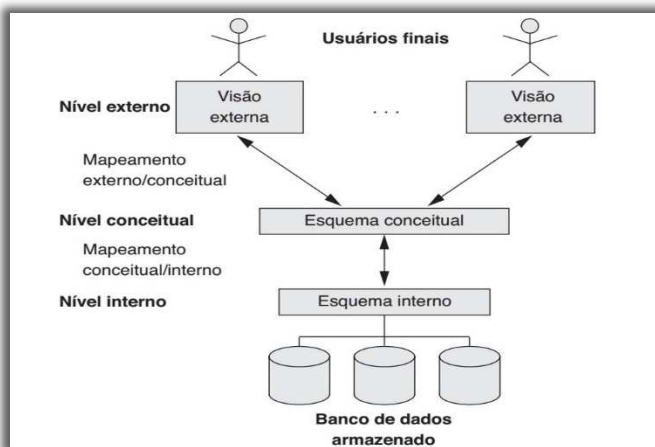 Usuários finais
Nível externo
Visão
externa
. . .
Visão
externa
Mapeamento
externo/conceitual
Nível conceitual
Esquema conceitual
Mapeamento
conceitual/interno
Nível interno
Esquema interno
Banco de dados
armazenado